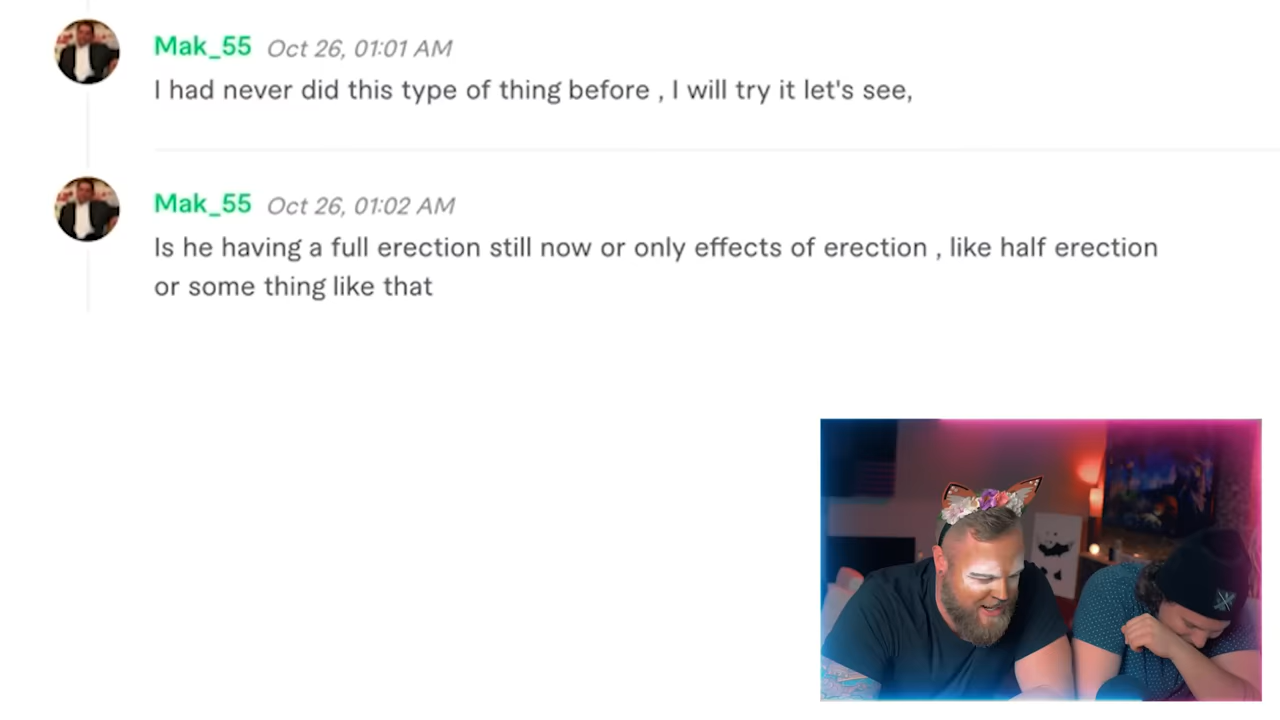 Mak_55 Oct 26, 01:01 AM
I had never did this type of thing before , I will try it let's see,
Mak_55 Oct 26, 01:02 AM
Is he having a full erection still now or only effects of erection , like half erection
or some thing like that